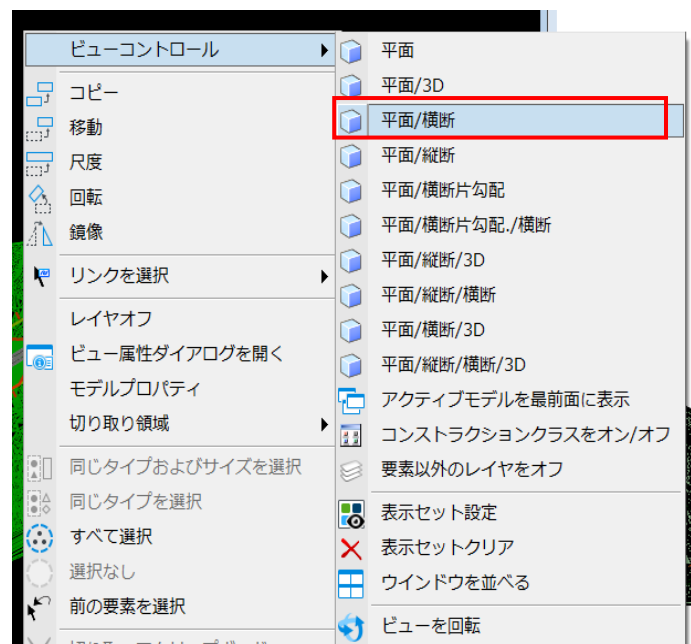 ビューコントロール
コピー
移動
尺度
回転
鏡像
リンクを選択
レイヤオフ
ビュー属性ダイアログを開く
モデルプロパティ
切り取り領域
同じタイプおよびサイズを選択
同じタイプを選択
すべて選択
選択なし
前の要素を選択
平面
平面/3D
平面/横断
平面/縦断
平面/横断片勾配
平面/横断片勾配./横断
平面/縦断/3D
平面/縦断/横断
平面/横断/3D
平面/縦断/横断/3D
アクティブモデルを最前面に表示
コンストラクションクラスをオン/オフ
要素以外のレイヤをオフ
表示セット設定
表示セットクリア
ウインドウを並べる
ビューを回転